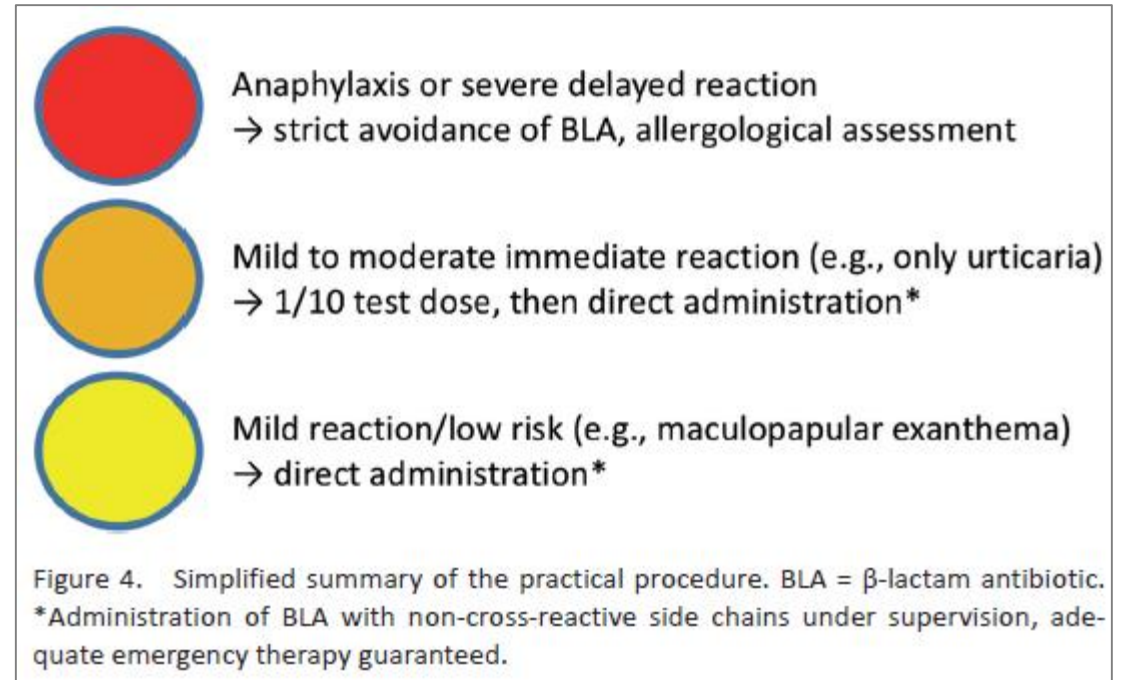 Anaphylaxis or severe delayed reaction
→ strict avoidance of BLA, allergological assessment
Mild to moderate immediate reaction (e.g., only urticaria)
→ 1/10 test dose, then direct administration*
Mild reaction/low risk (e.g., maculopapular exanthema)
→ direct administration*
Figure 4. Simplified summary of the practical procedure. BLA = β-lactam antibiotic.
*Administration of BLA with non-cross-reactive side chains under supervision, ade-
quate emergency therapy guaranteed.